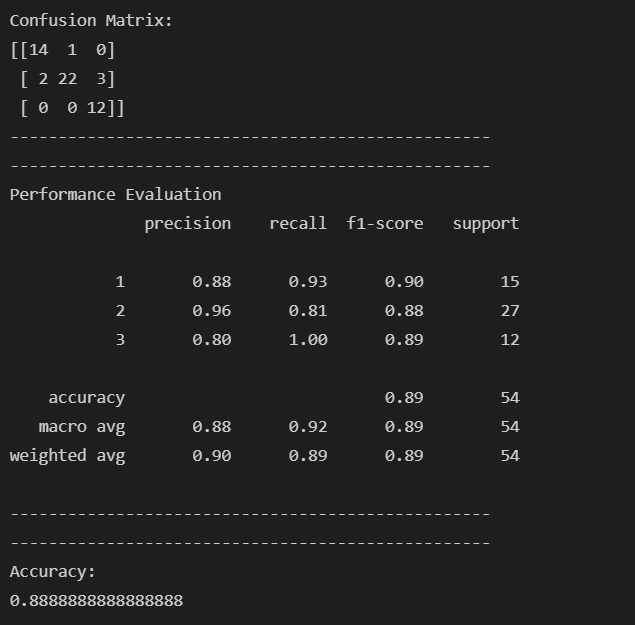 Confusion Matrix:
[[14  1  0]
 [ 2 22  3]
 [ 0  0 12]]
--------------------------------------------------
--------------------------------------------------
Performance Evaluation
              precision    recall  f1-score   support

           1       0.88      0.93      0.90        15
           2       0.96      0.81      0.88        27
           3       0.80      1.00      0.89        12

    accuracy                           0.89        54
   macro avg       0.88      0.92      0.89        54
weighted avg       0.90      0.89      0.89        54

--------------------------------------------------
--------------------------------------------------
Accuracy:
0.8888888888888888